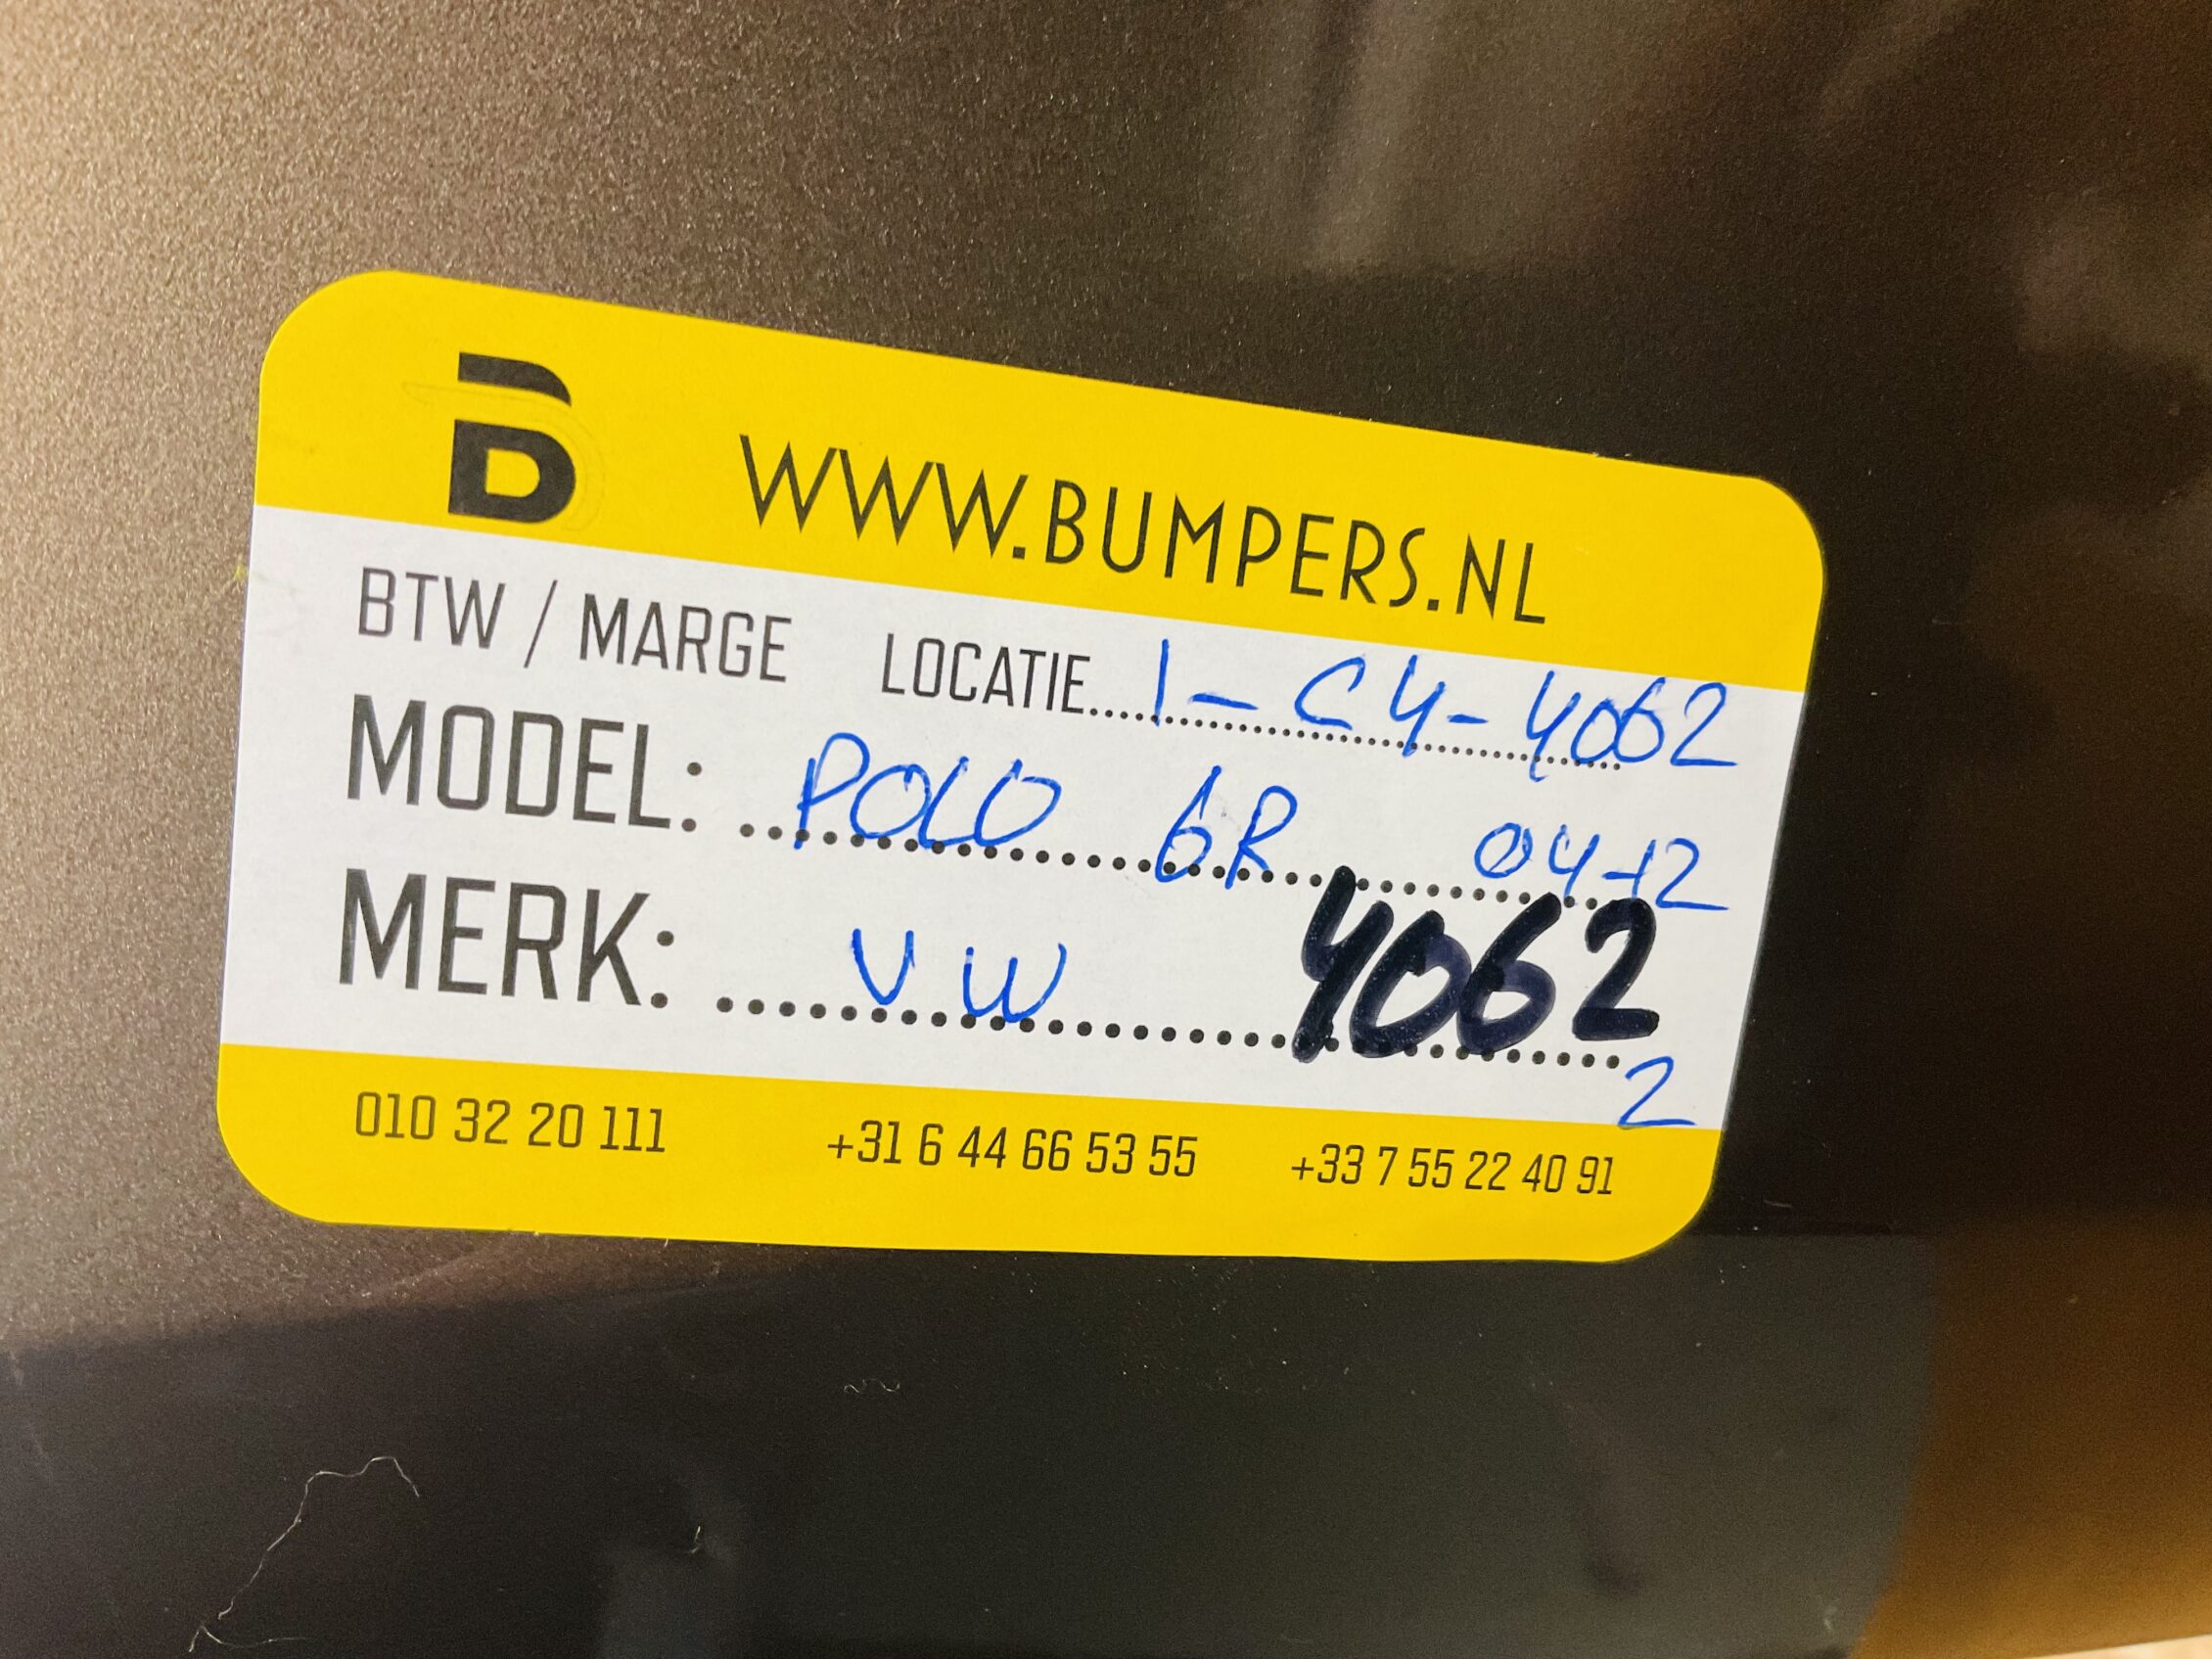 B WWW.BUMPERS.NL
BTW / MARGE LOCATIE......1-C4-4062
MODEL: ...POLO 6R 04-12
MERK: ...VW 4062
2
010 32 20 111 +31 6 44 66 53 55 +33 7 55 22 40 91